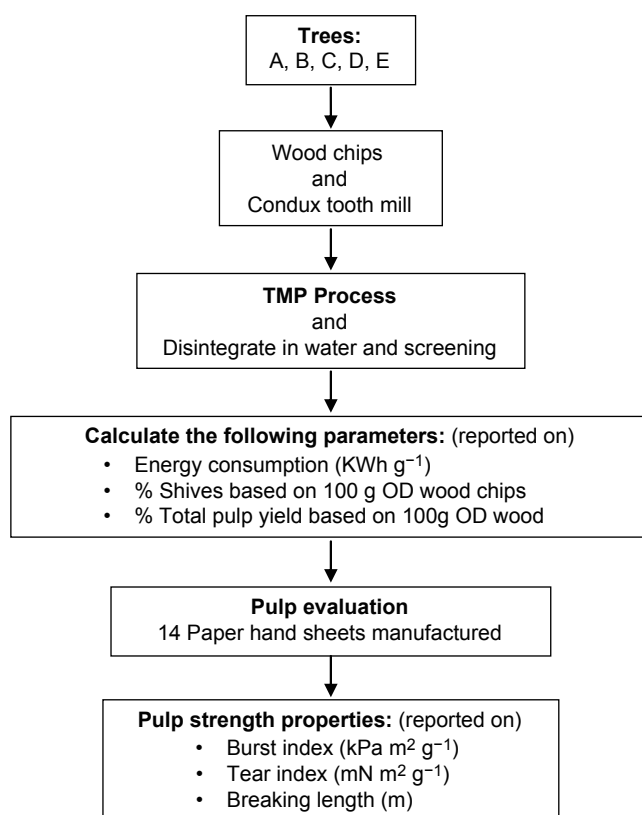 Trees:
A, B, C, D, E
Wood chips
and
Condux tooth mill
TMP Process
and
Disintegrate in water and screening
Calculate the following parameters: (reported on)
• Energy consumption (KWh g⁻¹)
• % Shives based on 100 g OD wood chips
• % Total pulp yield based on 100g OD wood
Pulp evaluation
14 Paper hand sheets manufactured
Pulp strength properties: (reported on)
• Burst index (kPa m² g⁻¹)
• Tear index (mN m² g⁻¹)
• Breaking length (m)